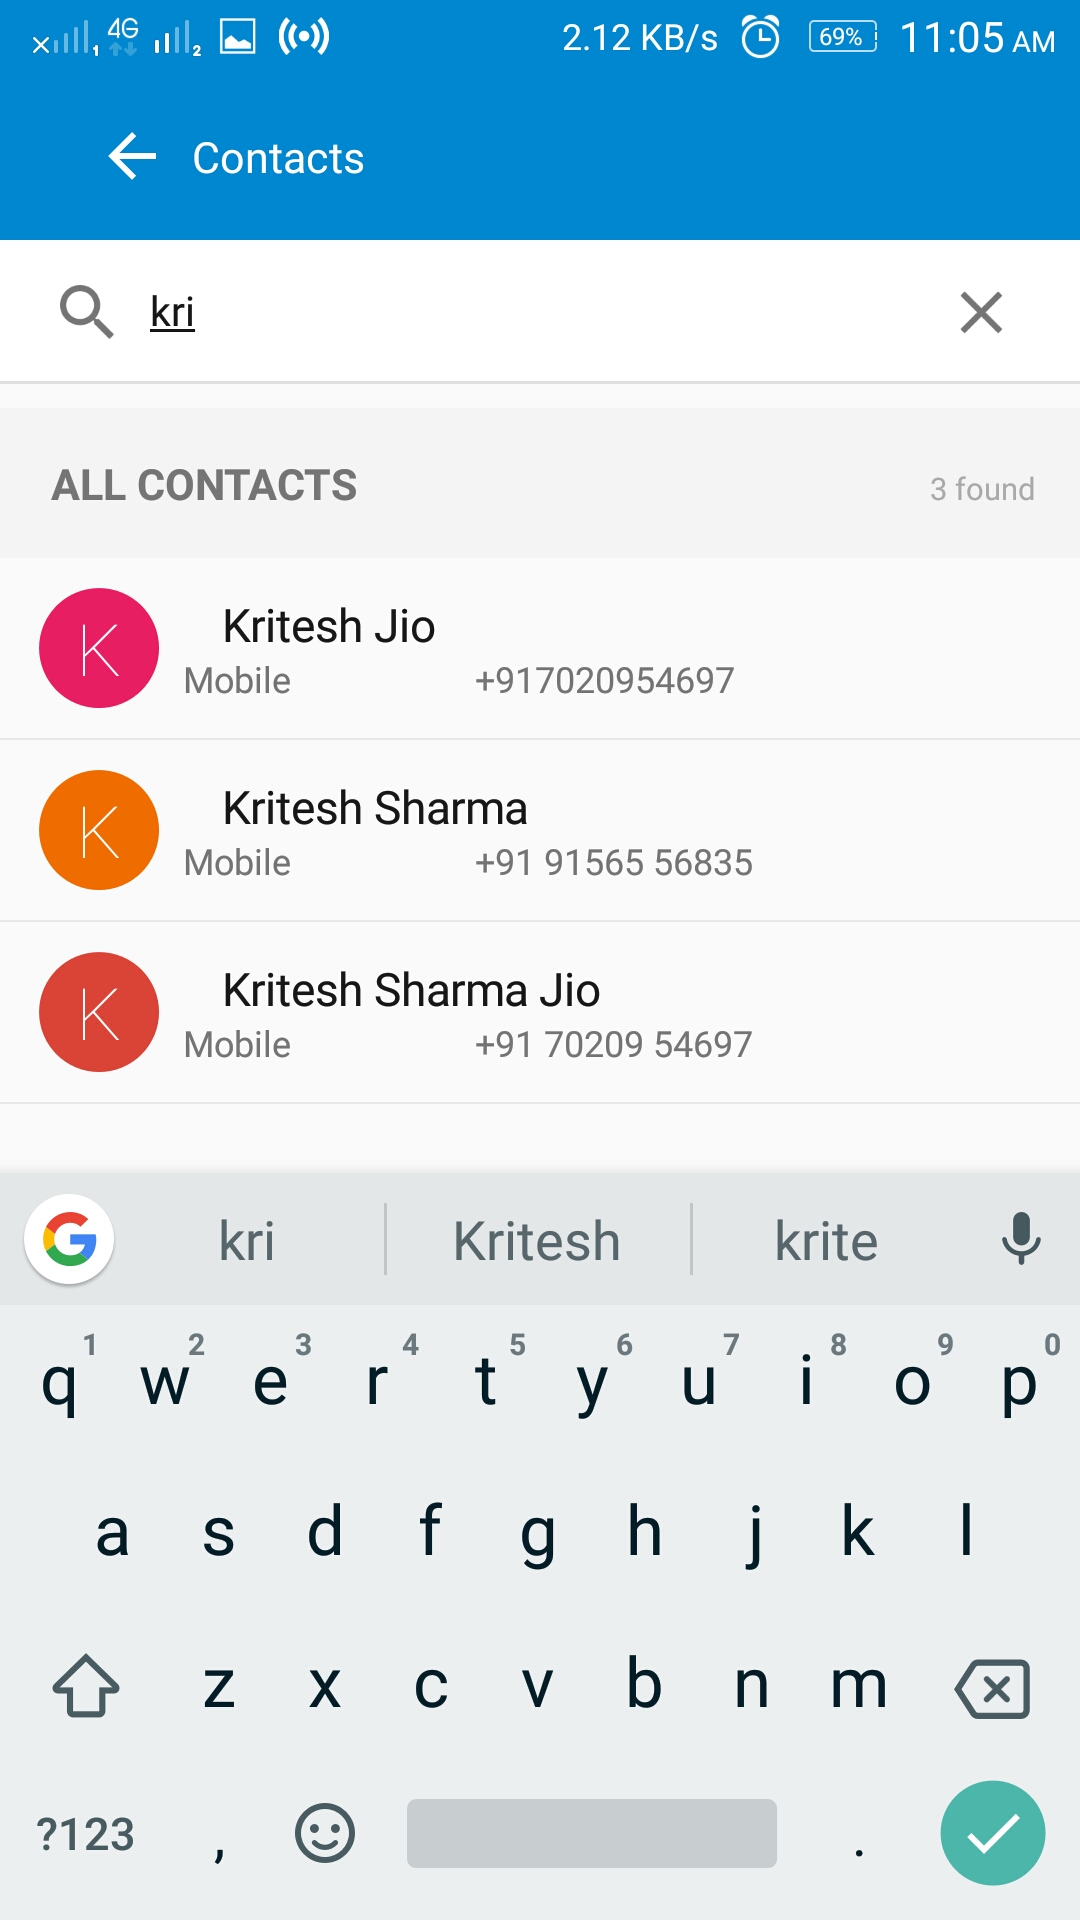 1 4G 2 2.12 KB/s 69% 11:05 AM
Contacts
kri
ALL CONTACTS 3 found
K Kritesh Jio
Mobile +917020954697
K Kritesh Sharma
Mobile +91 91565 56835
K Kritesh Sharma Jio
Mobile +91 70209 54697
G kri Kritesh krite
1 2 3 4 5 6 7 8 9 0
q w e r t y u i o p
a s d f g h j k l
z x c v b n m
?123 , .